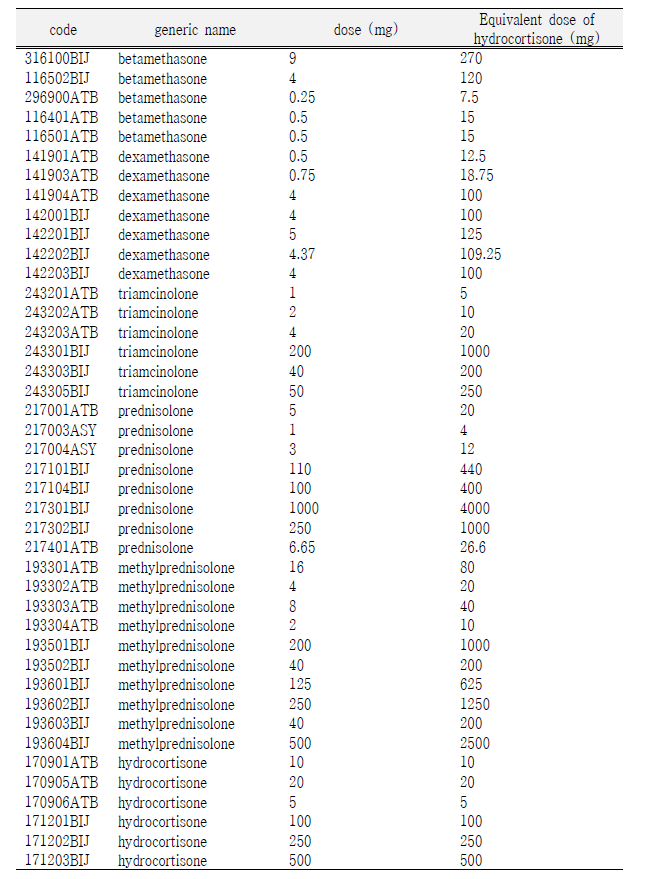 code generic name dose (mg) Equivalent dose of hydrocortisone (mg)
316100BIJ betamethasone 9 270
116502BIJ betamethasone 4 120
296900ATB betamethasone 0.25 7.5
116401ATB betamethasone 0.5 15
116501ATB betamethasone 0.5 15
141901ATB dexamethasone 0.5 12.5
141903ATB dexamethasone 0.75 18.75
141904ATB dexamethasone 4 100
142001BIJ dexamethasone 4 100
142201BIJ dexamethasone 5 125
142202BIJ dexamethasone 4.37 109.25
142203BIJ dexamethasone 4 100
243201ATB triamcinolone 1 5
243202ATB triamcinolone 2 10
243203ATB triamcinolone 4 20
243301BIJ triamcinolone 200 1000
243303BIJ triamcinolone 40 200
243305BIJ triamcinolone 50 250
217001ATB prednisolone 5 20
217003ASY prednisolone 1 4
217004ASY prednisolone 3 12
217101BIJ prednisolone 110 440
217104BIJ prednisolone 100 400
217301BIJ prednisolone 1000 4000
217302BIJ prednisolone 250 1000
217401ATB prednisolone 6.65 26.6
193301ATB methylprednisolone 16 80
193302ATB methylprednisolone 4 20
193303ATB methylprednisolone 8 40
193304ATB methylprednisolone 2 10
193501BIJ methylprednisolone 200 1000
193502BIJ methylprednisolone 40 200
193601BIJ methylprednisolone 125 625
193602BIJ methylprednisolone 250 1250
193603BIJ methylprednisolone 40 200
193604BIJ methylprednisolone 500 2500
170901ATB hydrocortisone 10 10
170905ATB hydrocortisone 20 20
170906ATB hydrocortisone 5 5
171201BIJ hydrocortisone 100 100
171202BIJ hydrocortisone 250 250
171203BIJ hydrocortisone 500 500